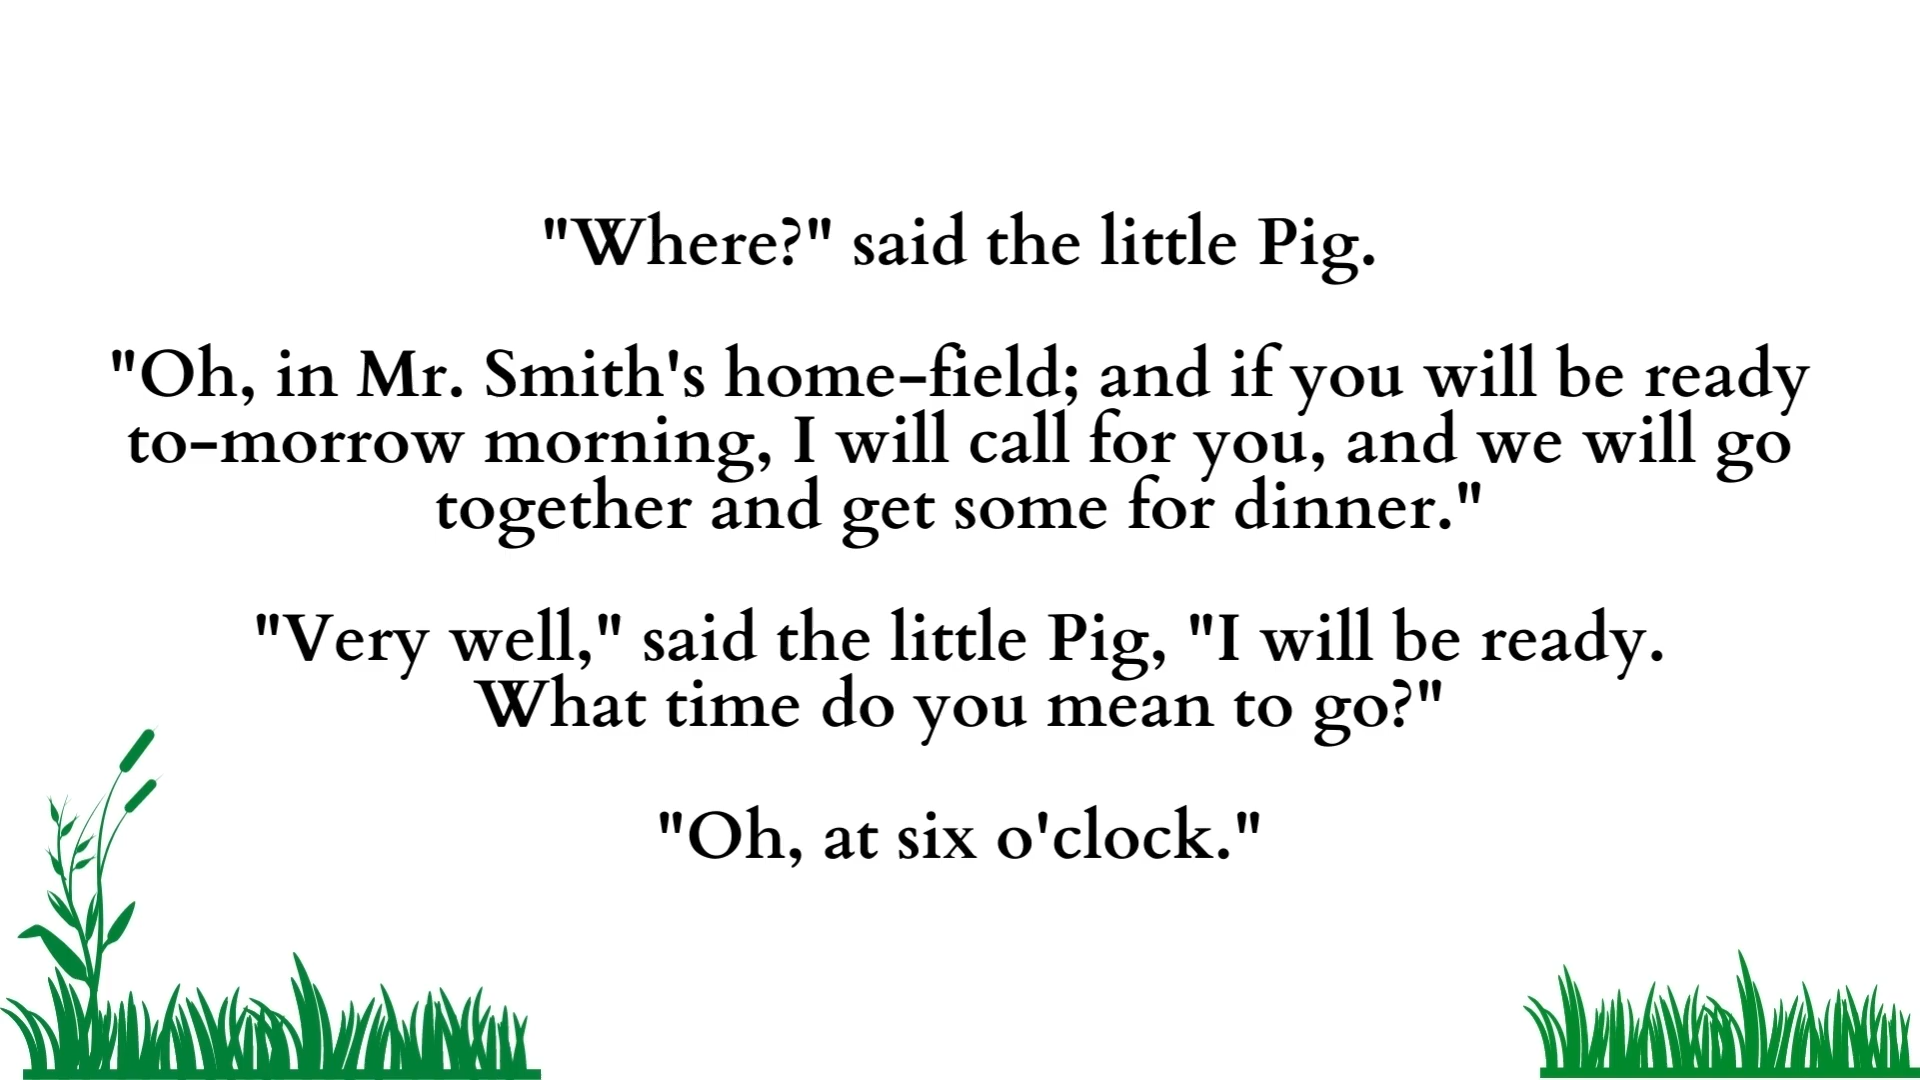 "Where?" said the little Pig.
"Oh, in Mr. Smith's home-field; and if you will be ready
to-morrow morning, I will call for you, and we will go
together and get some for dinner."
"Very well," said the little Pig, "I will be ready.
What time do you mean to go?"
"Oh, at six o'clock."